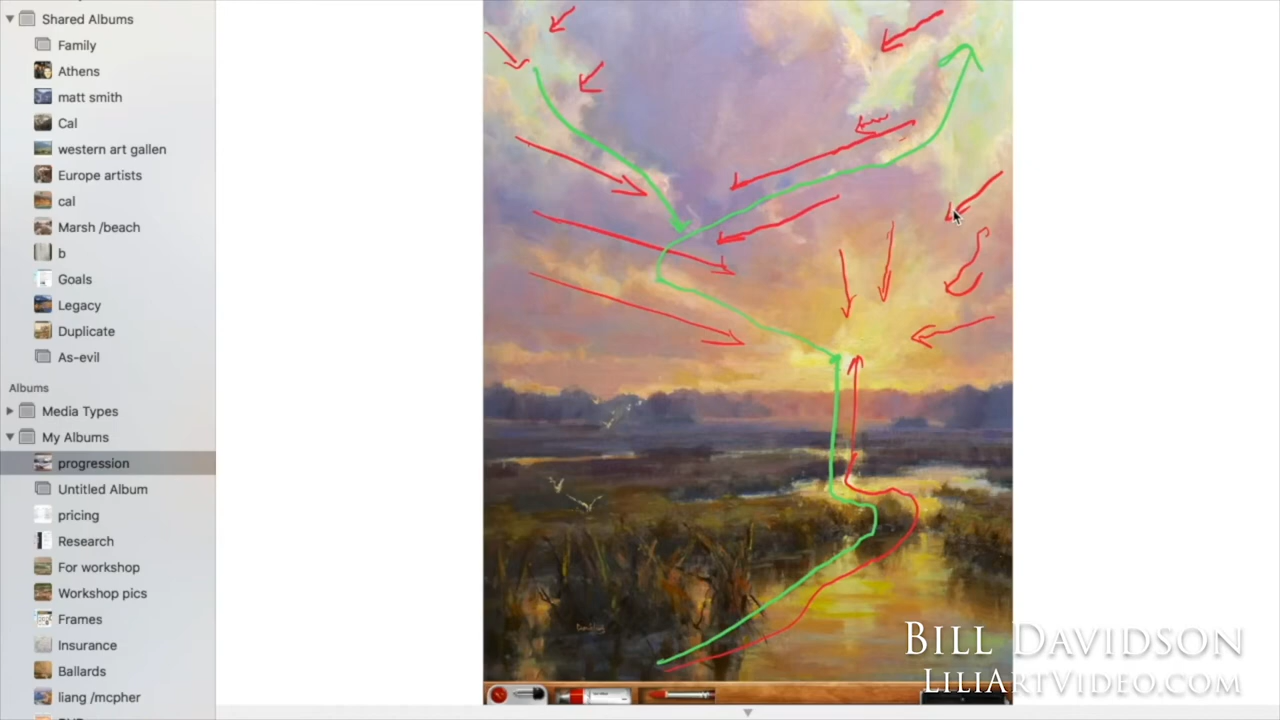 Shared Albums
Family
Athens
matt smith
Cal
western art gallen
Europe artists
cal
Marsh /beach
b
Goals
Legacy
Duplicate
As-evil
Albums
Media Types
My Albums
progression
Untitled Album
pricing
Research
For workshop
Workshop pics
Frames
Insurance
Ballards
liang /mcpher
BILL DAVIDSON
LILIARTVIDEO.COM